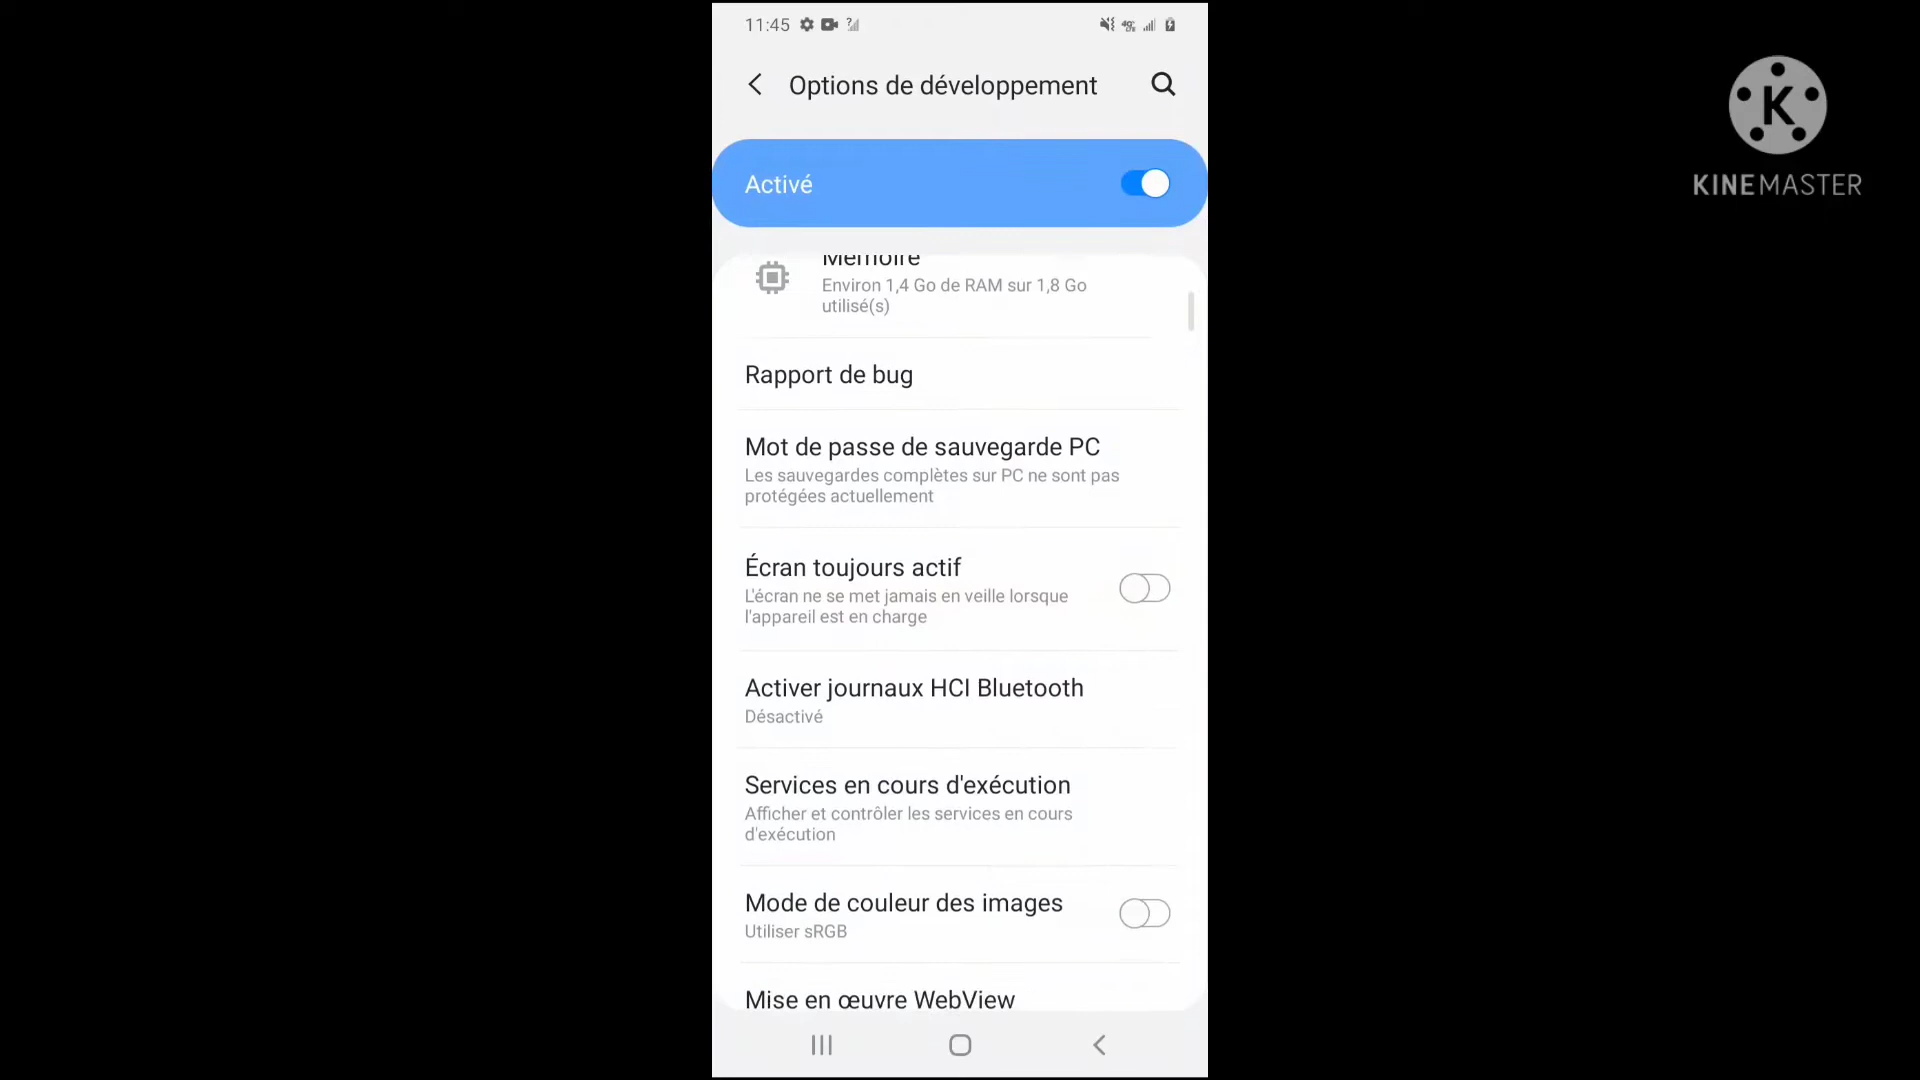 11:45
Options de développement
Activé
Mémoire
Environ 1,4 Go de RAM sur 1,8 Go
utilisé(s)
Rapport de bug
Mot de passe de sauvegarde PC
Les sauvegardes complètes sur PC ne sont pas
protégées actuellement
Écran toujours actif
L'écran ne se met jamais en veille lorsque
l'appareil est en charge
Activer journaux HCI Bluetooth
Désactivé
Services en cours d'exécution
Afficher et contrôler les services en cours
d'exécution
Mode de couleur des images
Utiliser sRGB
Mise en œuvre WebView
K
KINEMASTER